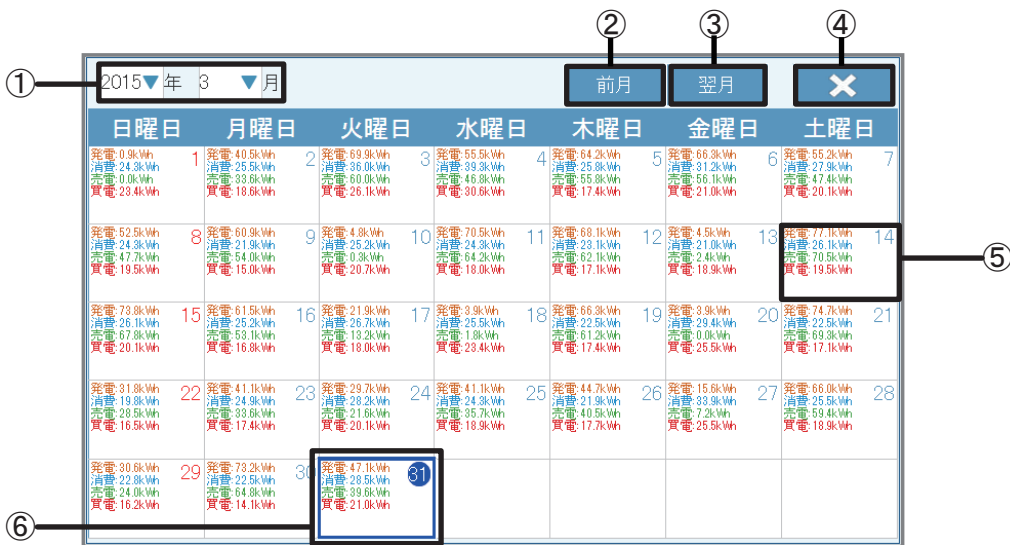 ② ③ ④
① 2015▼ 年 3 ▼ 月 前月 翌月 ✖
日曜日 月曜日 火曜日 水曜日 木曜日 金曜日 土曜日
発電:0.9kWh 1 発電:40.5kWh 2 発電:69.9kWh 3 発電:55.5kWh 4 発電:64.2kWh 5 発電:66.3kWh 6 発電:55.2kWh 7
消費:24.3kWh 消費:25.5kWh 消費:36.0kWh 消費:39.3kWh 消費:25.8kWh 消費:31.2kWh 消費:27.9kWh
売電:0.0kWh 売電:33.6kWh 売電:60.0kWh 売電:46.8kWh 売電:55.8kWh 売電:56.1kWh 売電:47.4kWh
買電:23.4kWh 買電:18.6kWh 買電:26.1kWh 買電:30.6kWh 買電:17.4kWh 買電:21.0kWh 買電:20.1kWh
発電:52.5kWh 8 発電:60.9kWh 9 発電:4.8kWh 10 発電:70.5kWh 11 発電:68.1kWh 12 発電:4.5kWh 13 発電:77.1kWh 14
消費:24.3kWh 消費:21.9kWh 消費:25.2kWh 消費:24.3kWh 消費:23.1kWh 消費:21.0kWh 消費:26.1kWh ⑤
売電:47.7kWh 売電:54.0kWh 売電:0.3kWh 売電:64.2kWh 売電:62.1kWh 売電:2.4kWh 売電:70.5kWh
買電:19.5kWh 買電:15.0kWh 買電:20.7kWh 買電:18.0kWh 買電:17.1kWh 買電:18.9kWh 買電:19.5kWh
発電:73.8kWh 15 発電:61.5kWh 16 発電:21.9kWh 17 発電:3.9kWh 18 発電:66.3kWh 19 発電:3.9kWh 20 発電:74.7kWh 21
消費:26.1kWh 消費:25.2kWh 消費:26.7kWh 消費:25.5kWh 消費:22.5kWh 消費:29.4kWh 消費:22.5kWh
売電:67.8kWh 売電:53.1kWh 売電:13.2kWh 売電:1.8kWh 売電:61.2kWh 売電:0.0kWh 売電:69.3kWh
買電:20.1kWh 買電:16.8kWh 買電:18.0kWh 買電:23.4kWh 買電:17.4kWh 買電:25.5kWh 買電:17.1kWh
発電:31.8kWh 22 発電:41.1kWh 23 発電:29.7kWh 24 発電:41.1kWh 25 発電:44.7kWh 26 発電:15.6kWh 27 発電:66.0kWh 28
消費:19.8kWh 消費:24.9kWh 消費:28.2kWh 消費:24.3kWh 消費:21.9kWh 消費:33.9kWh 消費:25.5kWh
売電:28.5kWh 売電:33.6kWh 売電:21.6kWh 売電:35.7kWh 売電:40.5kWh 売電:7.2kWh 売電:59.4kWh
買電:16.5kWh 買電:17.4kWh 買電:20.1kWh 買電:18.9kWh 買電:17.7kWh 買電:25.5kWh 買電:18.9kWh
発電:30.6kWh 29 発電:73.2kWh 30 発電:47.1kWh 31
消費:22.8kWh 消費:22.5kWh 消費:28.5kWh
売電:24.0kWh 売電:64.8kWh 売電:39.6kWh
買電:16.2kWh 買電:14.1kWh 買電:21.0kWh
⑥